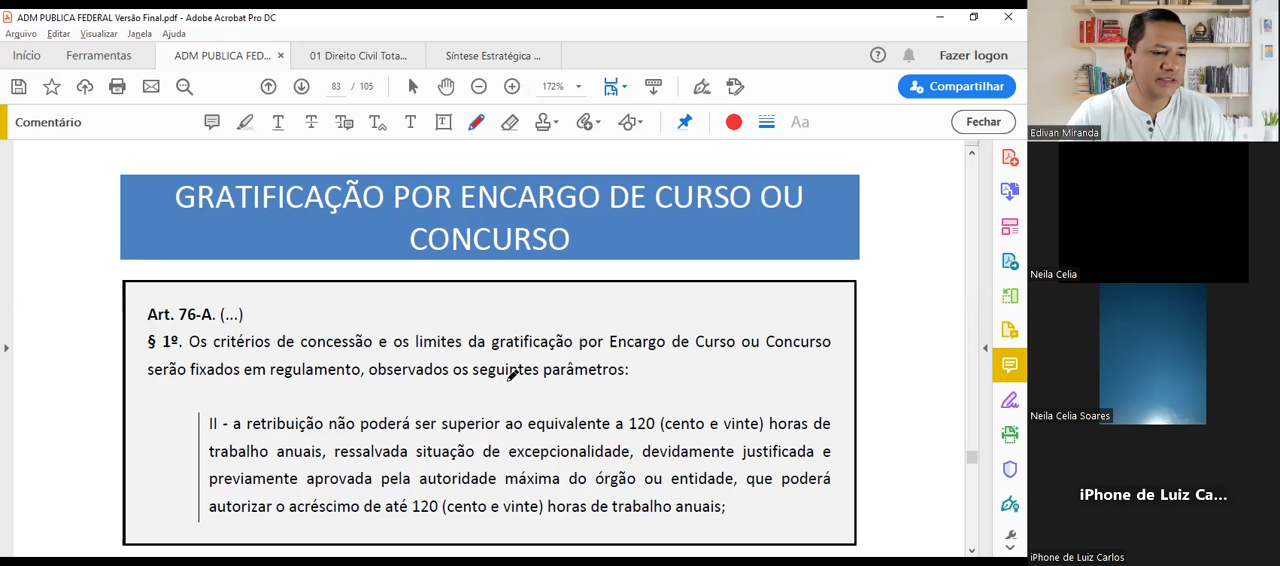 ADM PUBLICA FEDERAL Versão Final.pdf - Adobe Acrobat Pro DC
Arquivo Editar Visualizar Janela Ajuda
Início Ferramentas ADM PUBLICA FED... × 01 Direito Civil Tota... Síntese Estratégica ... Fazer logon
83 / 105 172% Compartilhar
Comentário Aa Fechar
Edivan Miranda
GRATIFICAÇÃO POR ENCARGO DE CURSO OU
CONCURSO
Art. 76-A. (...)
§ 1º. Os critérios de concessão e os limites da gratificação por Encargo de Curso ou Concurso
serão fixados em regulamento, observados os seguintes parâmetros:
II - a retribuição não poderá ser superior ao equivalente a 120 (cento e vinte) horas de
trabalho anuais, ressalvada situação de excepcionalidade, devidamente justificada e
previamente aprovada pela autoridade máxima do órgão ou entidade, que poderá
autorizar o acréscimo de até 120 (cento e vinte) horas de trabalho anuais;
Neila Celia
Neila Celia Soares
iPhone de Luiz Ca...
iPhone de Luiz Carlos